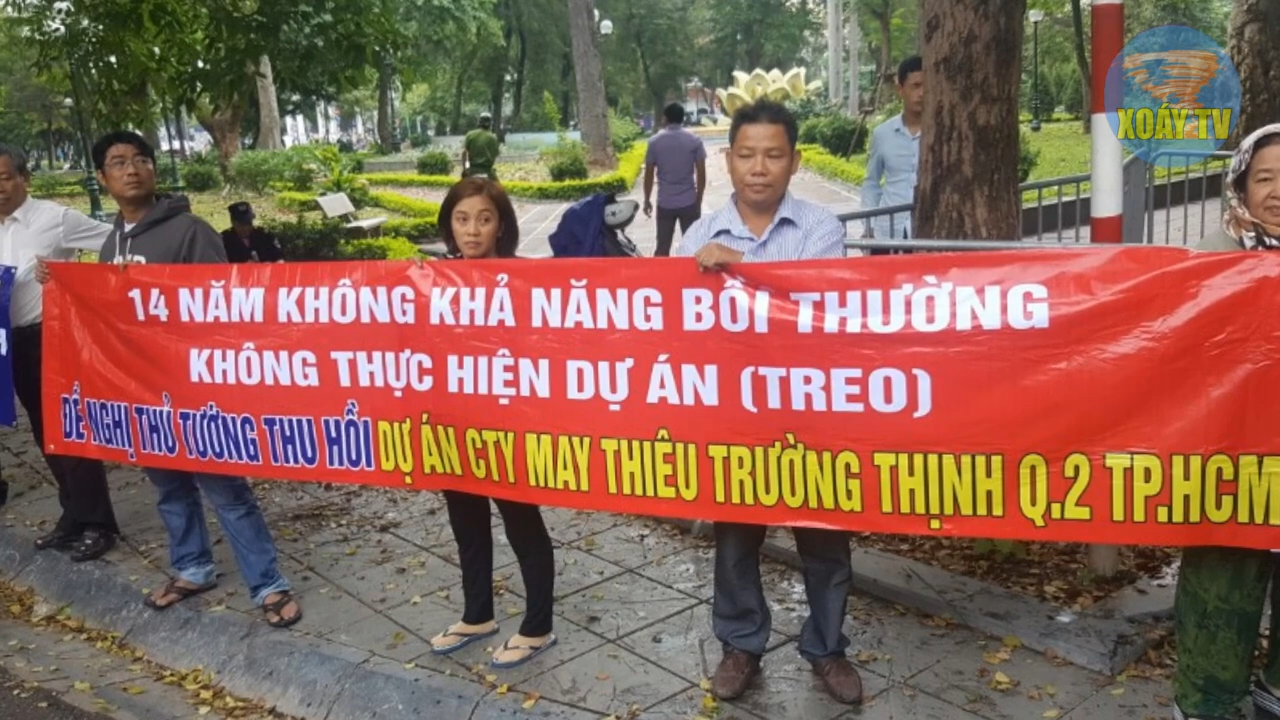 XOÁY TV
14 NĂM KHÔNG KHẢ NĂNG BỒI THƯỜNG
KHÔNG THỰC HIỆN DỰ ÁN (TREO)
ĐỀ NGHỊ THỦ TƯỚNG THU HỒI DỰ ÁN CTY MAY THIÊU TRƯỜNG THỊNH Q.2 TP.HCM